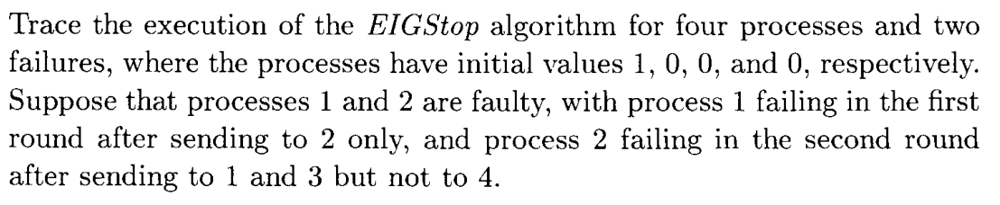 Trace the execution of the EIGStop algorithm for four processes and two
failures, where the processes have initial values 1, 0, 0, and 0, respectively.
Suppose that processes 1 and 2 are faulty, with process 1 failing in the first
round after sending to 2 only, and process 2 failing in the second round
after sending to 1 and 3 but not to 4.